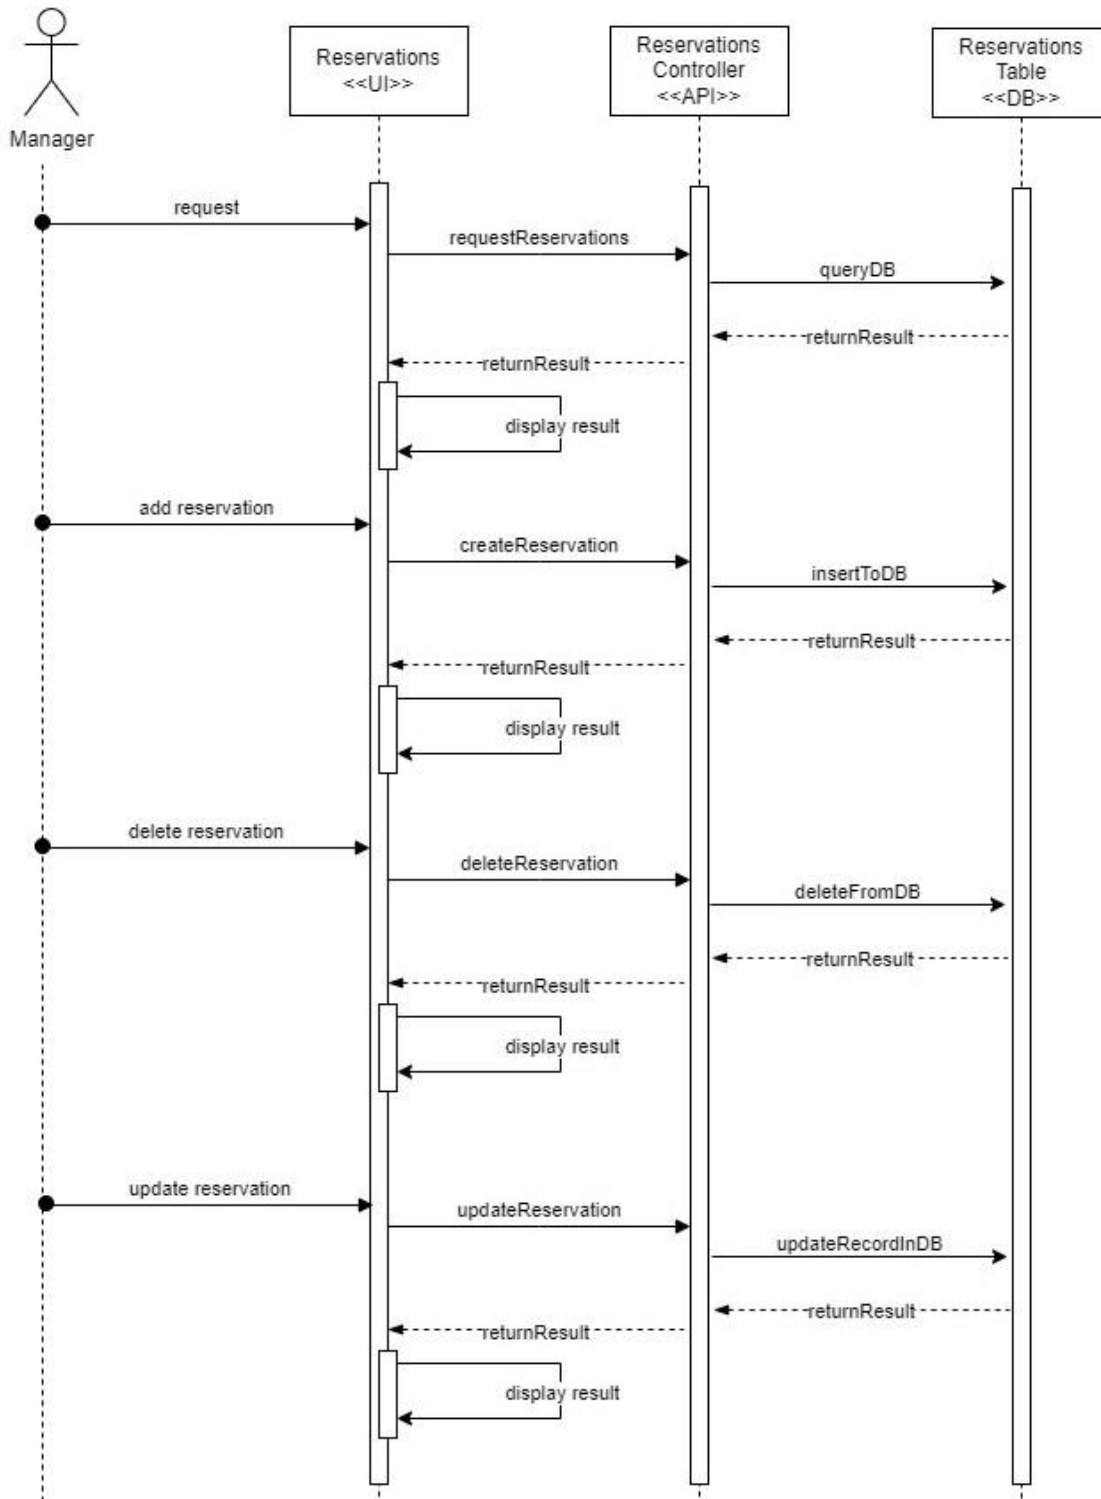 Manager
Reservations
<<UI>>
Reservations
Controller
<<API>>
Reservations
Table
<<DB>>
request
requestReservations
queryDB
returnResult
returnResult
display result
add reservation
createReservation
insertToDB
returnResult
returnResult
display result
delete reservation
deleteReservation
deleteFromDB
returnResult
returnResult
display result
update reservation
updateReservation
updateRecordInDB
returnResult
returnResult
display result